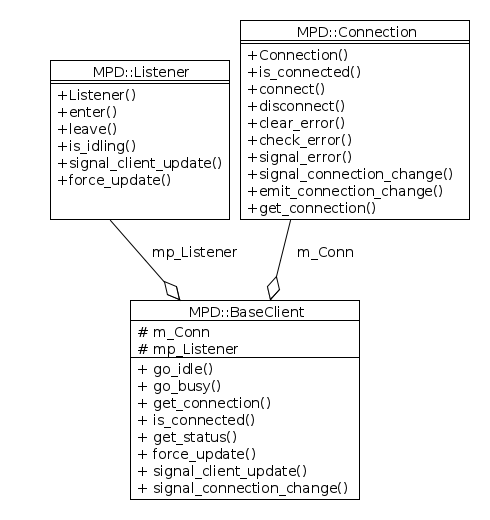 MPD::Listener
+Listener()
+enter()
+leave()
+is_idling()
+signal_client_update()
+force_update()
MPD::Connection
+Connection()
+is_connected()
+connect()
+disconnect()
+clear_error()
+check_error()
+signal_error()
+signal_connection_change()
+emit_connection_change()
+get_connection()
mp_Listener
m_Conn
MPD::BaseClient
# m_Conn
# mp_Listener
+ go_idle()
+ go_busy()
+ get_connection()
+ is_connected()
+ get_status()
+ force_update()
+ signal_client_update()
+ signal_connection_change()